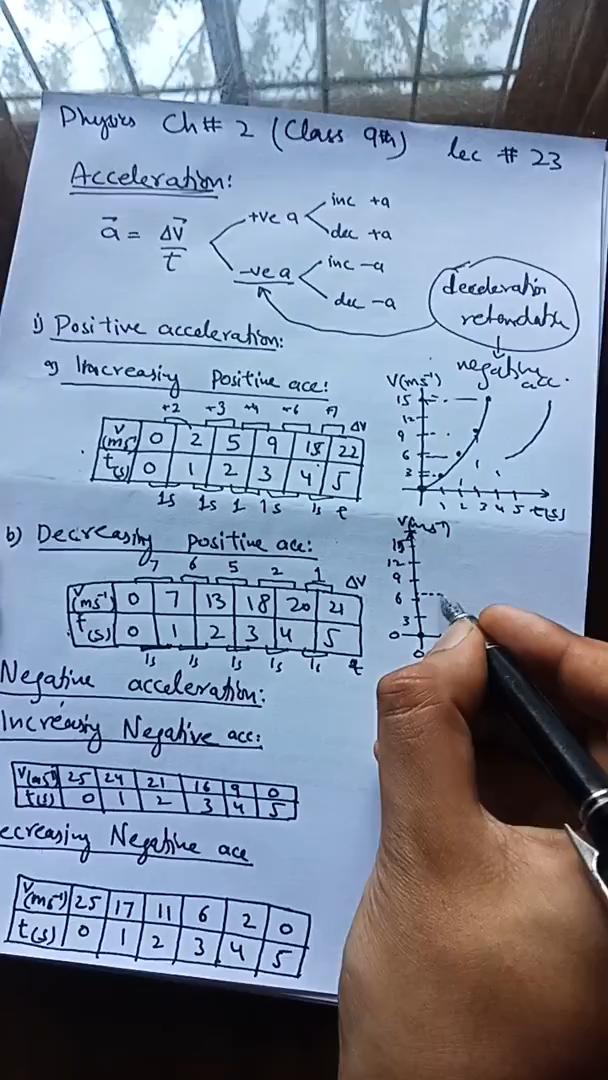 Physics Ch# 2 (Class 9th) lec # 23
Acceleration:
a = Δv/t
+ve a
inc +a
dec +a
-ve a
inc -a
dec -a
deceleration
negative acc.
i) Positive acceleration:
a) Increasing Positive acc:
+2 +3 +4 +6 +7 ΔV
V (ms⁻¹) 0 2 5 9 15 22
t(s) 0 1 2 3 4 5
1s 1s 1 1s 1s t
V(ms⁻¹)
15
12
9
6
3
1 2 3 4 5 t(s)
b) Decreasing positive acc:
7 6 5 2 1 ΔV
V (ms⁻¹) 0 7 13 18 20 21
t(s) 0 1 2 3 4 5
1s 1s 1s 1s 1s t
V(ms⁻¹)
15
12
9
6
3
0
0
Negative acceleration:
Increasing Negative acc:
V(ms⁻¹) 25 24 21 16 9 0
t(s) 0 1 2 3 4 5
ecreasing Negative acc
V (ms⁻¹) 25 17 11 6 2 0
t(s) 0 1 2 3 4 5